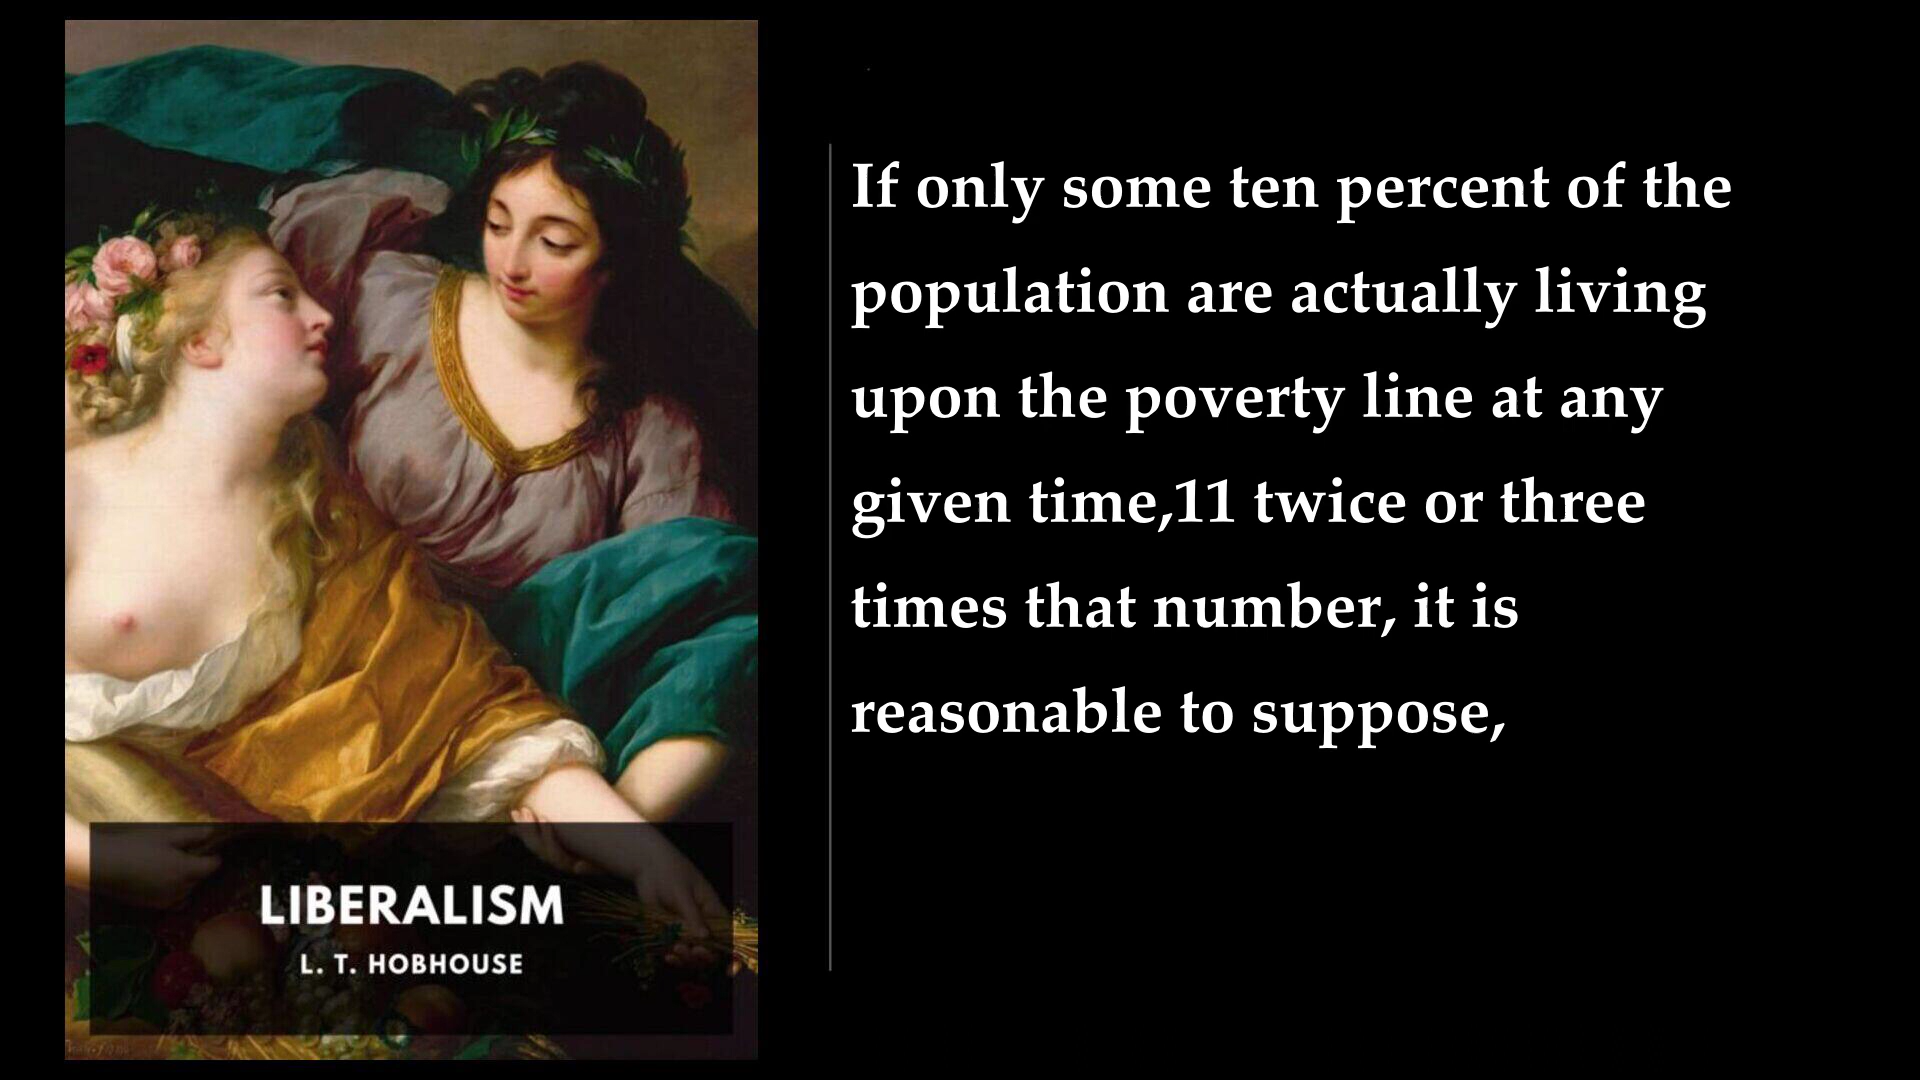 LIBERALISM
L. T. HOBHOUSE
If only some ten percent of the
population are actually living
upon the poverty line at any
given time,11 twice or three
times that number, it is
reasonable to suppose,